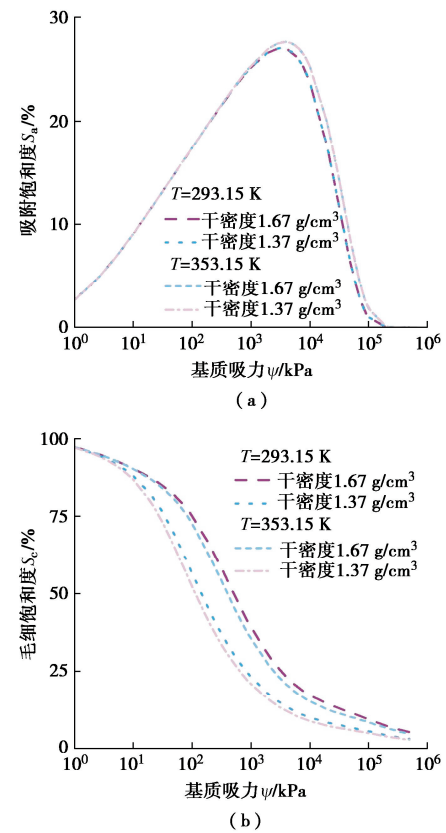 30
20
10
0
吸附饱和度Sₐ/%
T=293.15 K
干密度1.67 g/cm³
干密度1.37 g/cm³
T=353.15 K
干密度1.67 g/cm³
干密度1.37 g/cm³
10⁰ 10¹ 10² 10³ 10⁴ 10⁵ 10⁶
基质吸力ψ/kPa
（a）
100
75
50
25
0
毛细饱和度S꜀/%
T=293.15 K
干密度1.67 g/cm³
干密度1.37 g/cm³
T=353.15 K
干密度1.67 g/cm³
干密度1.37 g/cm³
10⁰ 10¹ 10² 10³ 10⁴ 10⁵ 10⁶
基质吸力ψ/kPa
（b）